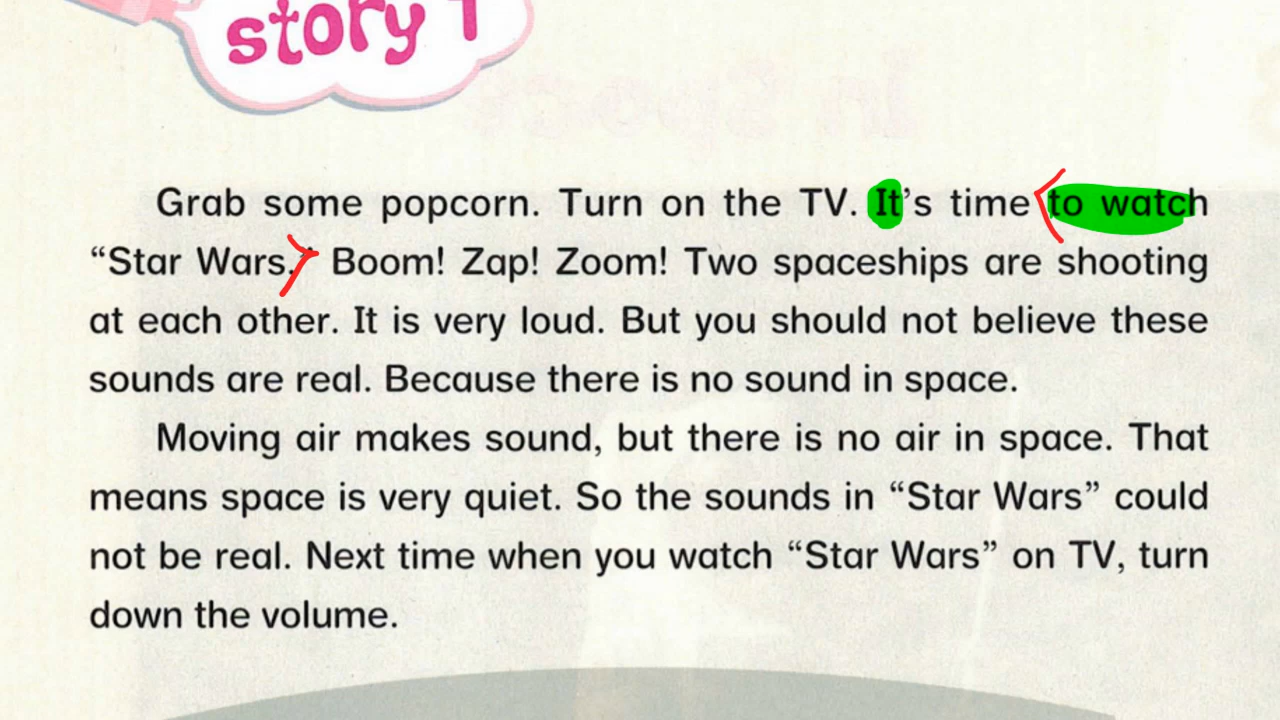 story 1
Grab some popcorn. Turn on the TV. It's time to watch
“Star Wars.” Boom! Zap! Zoom! Two spaceships are shooting
at each other. It is very loud. But you should not believe these
sounds are real. Because there is no sound in space.
Moving air makes sound, but there is no air in space. That
means space is very quiet. So the sounds in “Star Wars” could
not be real. Next time when you watch “Star Wars” on TV, turn
down the volume.